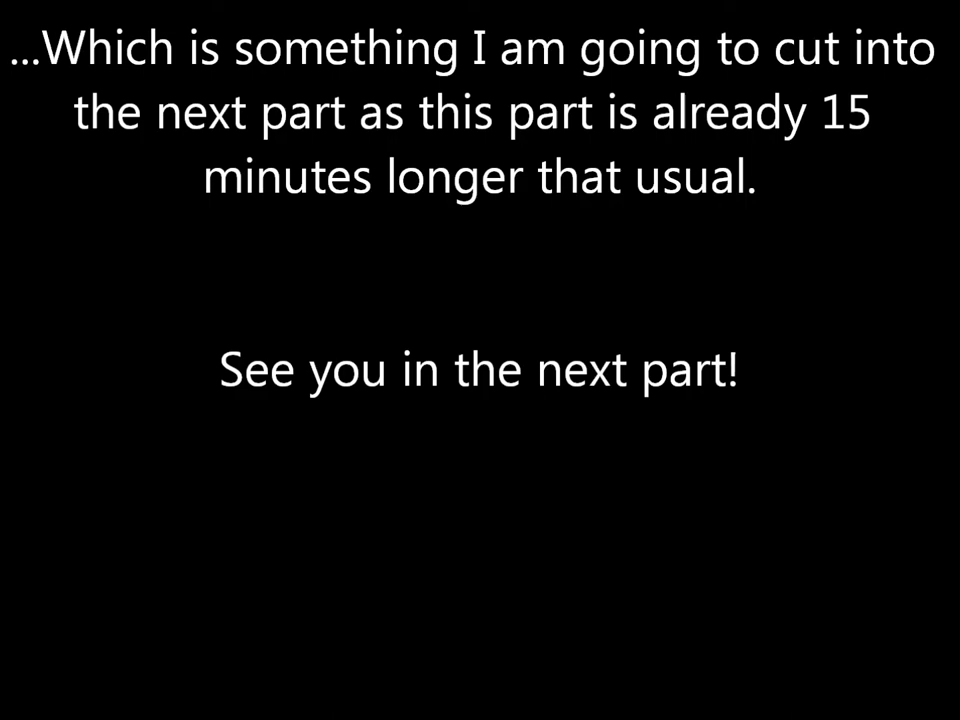 ...Which is something I am going to cut into
the next part as this part is already 15
minutes longer that usual.
See you in the next part!